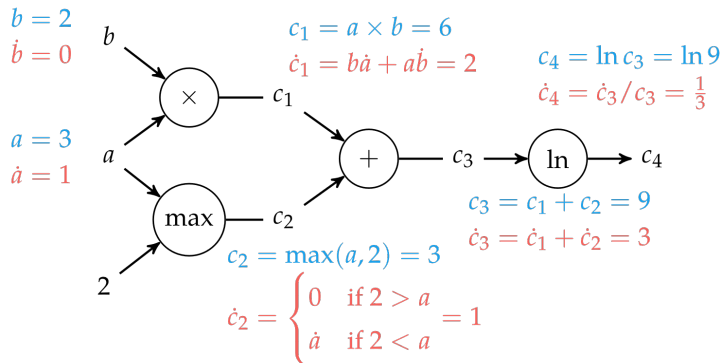 b = 2
ḃ = 0
b
×
c₁ = a × b = 6
ċ₁ = bȧ + aḃ = 2
c₁
c₄ = ln c₃ = ln 9
ċ₄ = ċ₃/c₃ = 1/3
a = 3
ȧ = 1
a
+
c₃
ln
c₄
max
c₂
c₃ = c₁ + c₂ = 9
ċ₃ = ċ₁ + ċ₂ = 3
2
c₂ = max(a, 2) = 3
ċ₂ = { 0 if 2 > a
ȧ if 2 < a = 1